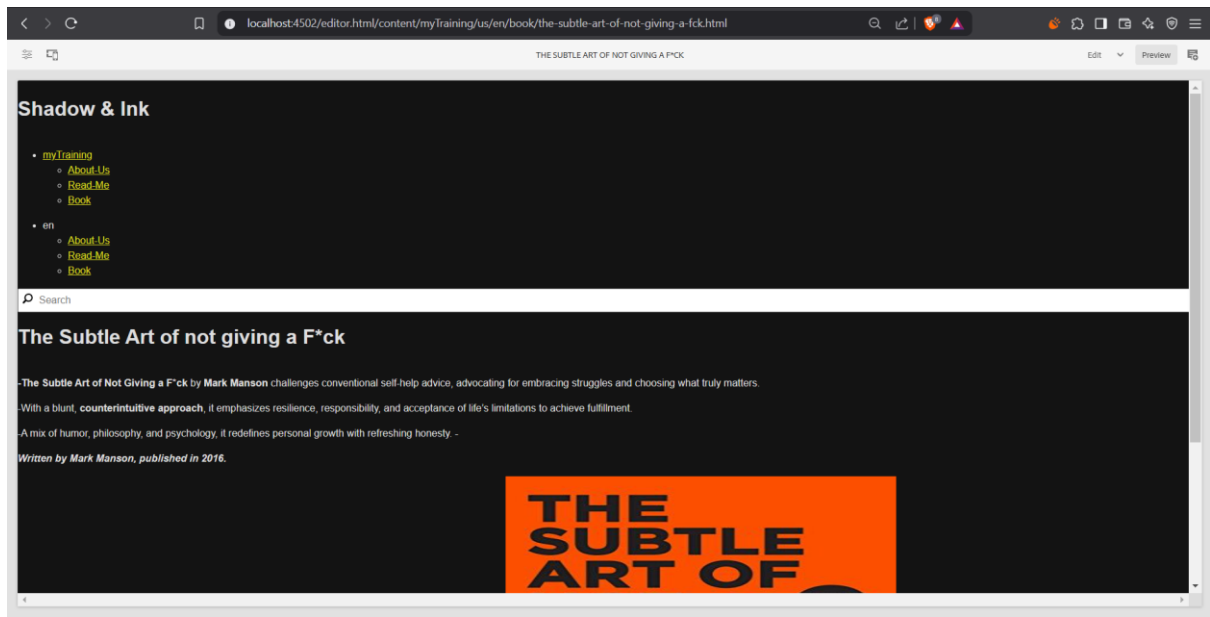 localhost:4502/editor.html/content/myTraining/us/en/book/the-subtle-art-of-not-giving-a-fck.html
THE SUBTLE ART OF NOT GIVING A F*CK
Edit
Preview
Shadow & Ink
• myTraining
◦ About-Us
◦ Read-Me
◦ Book
• en
◦ About-Us
◦ Read-Me
◦ Book
Search
The Subtle Art of not giving a F*ck
-The Subtle Art of Not Giving a F*ck by Mark Manson challenges conventional self-help advice, advocating for embracing struggles and choosing what truly matters.
-With a blunt, counterintuitive approach, it emphasizes resilience, responsibility, and acceptance of life's limitations to achieve fulfillment.
-A mix of humor, philosophy, and psychology, it redefines personal growth with refreshing honesty. -
Written by Mark Manson, published in 2016.
THE
SUBTLE
ART OF